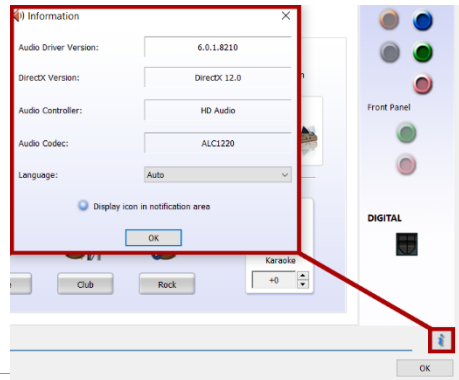 Information
Audio Driver Version: 6.0.1.8210
DirectX Version: DirectX 12.0
Audio Controller: HD Audio
Audio Codec: ALC1220
Language: Auto
Display icon in notification area
OK
Front Panel
DIGITAL
Karaoke
Club Rock +0
OK